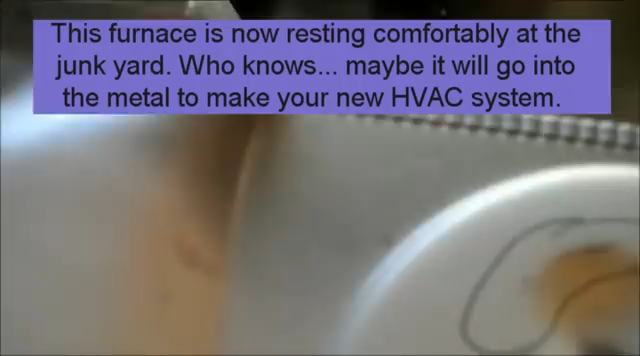 This furnace is now resting comfortably at the
junk yard. Who knows... maybe it will go into
the metal to make your new HVAC system.